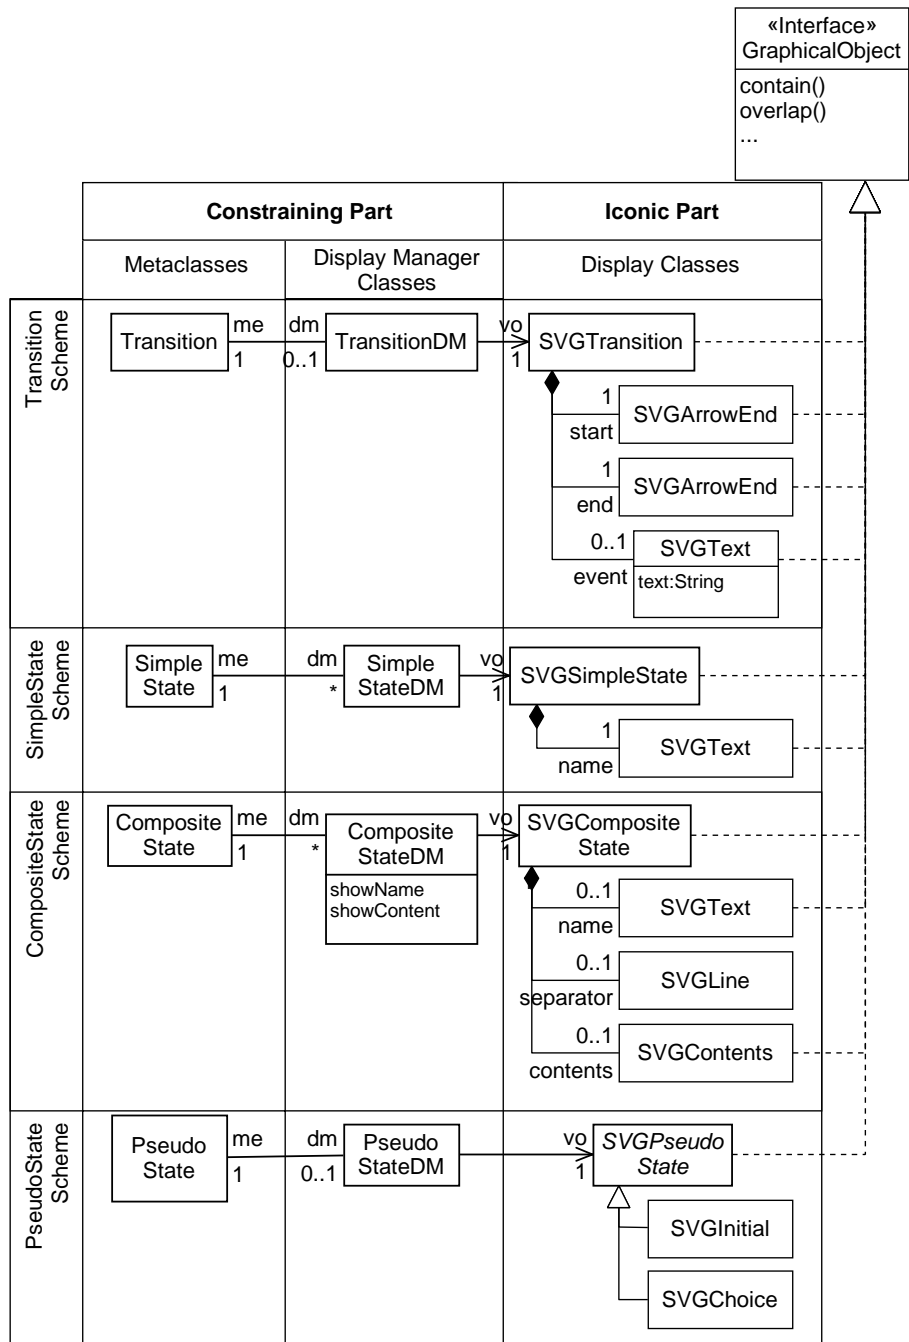 «Interface»
GraphicalObject
contain()
overlap()
...
Constraining Part
Iconic Part
Metaclasses
Display Manager
Classes
Display Classes
Transition
Scheme
Transition
me
1
dm
0..1
TransitionDM
vo
1
SVGTransition
1
start
SVGArrowEnd
1
end
SVGArrowEnd
0..1
event
SVGText
text:String
SimpleState
Scheme
Simple
State
me
1
dm
*
Simple
StateDM
vo
1
SVGSimpleState
1
name
SVGText
CompositeState
Scheme
Composite
State
me
1
dm
*
Composite
StateDM
showName
showContent
vo
1
SVGComposite
State
0..1
name
SVGText
0..1
separator
SVGLine
0..1
contents
SVGContents
PseudoState
Scheme
Pseudo
State
me
1
dm
0..1
Pseudo
StateDM
vo
1
SVGPseudo
State
SVGInitial
SVGChoice